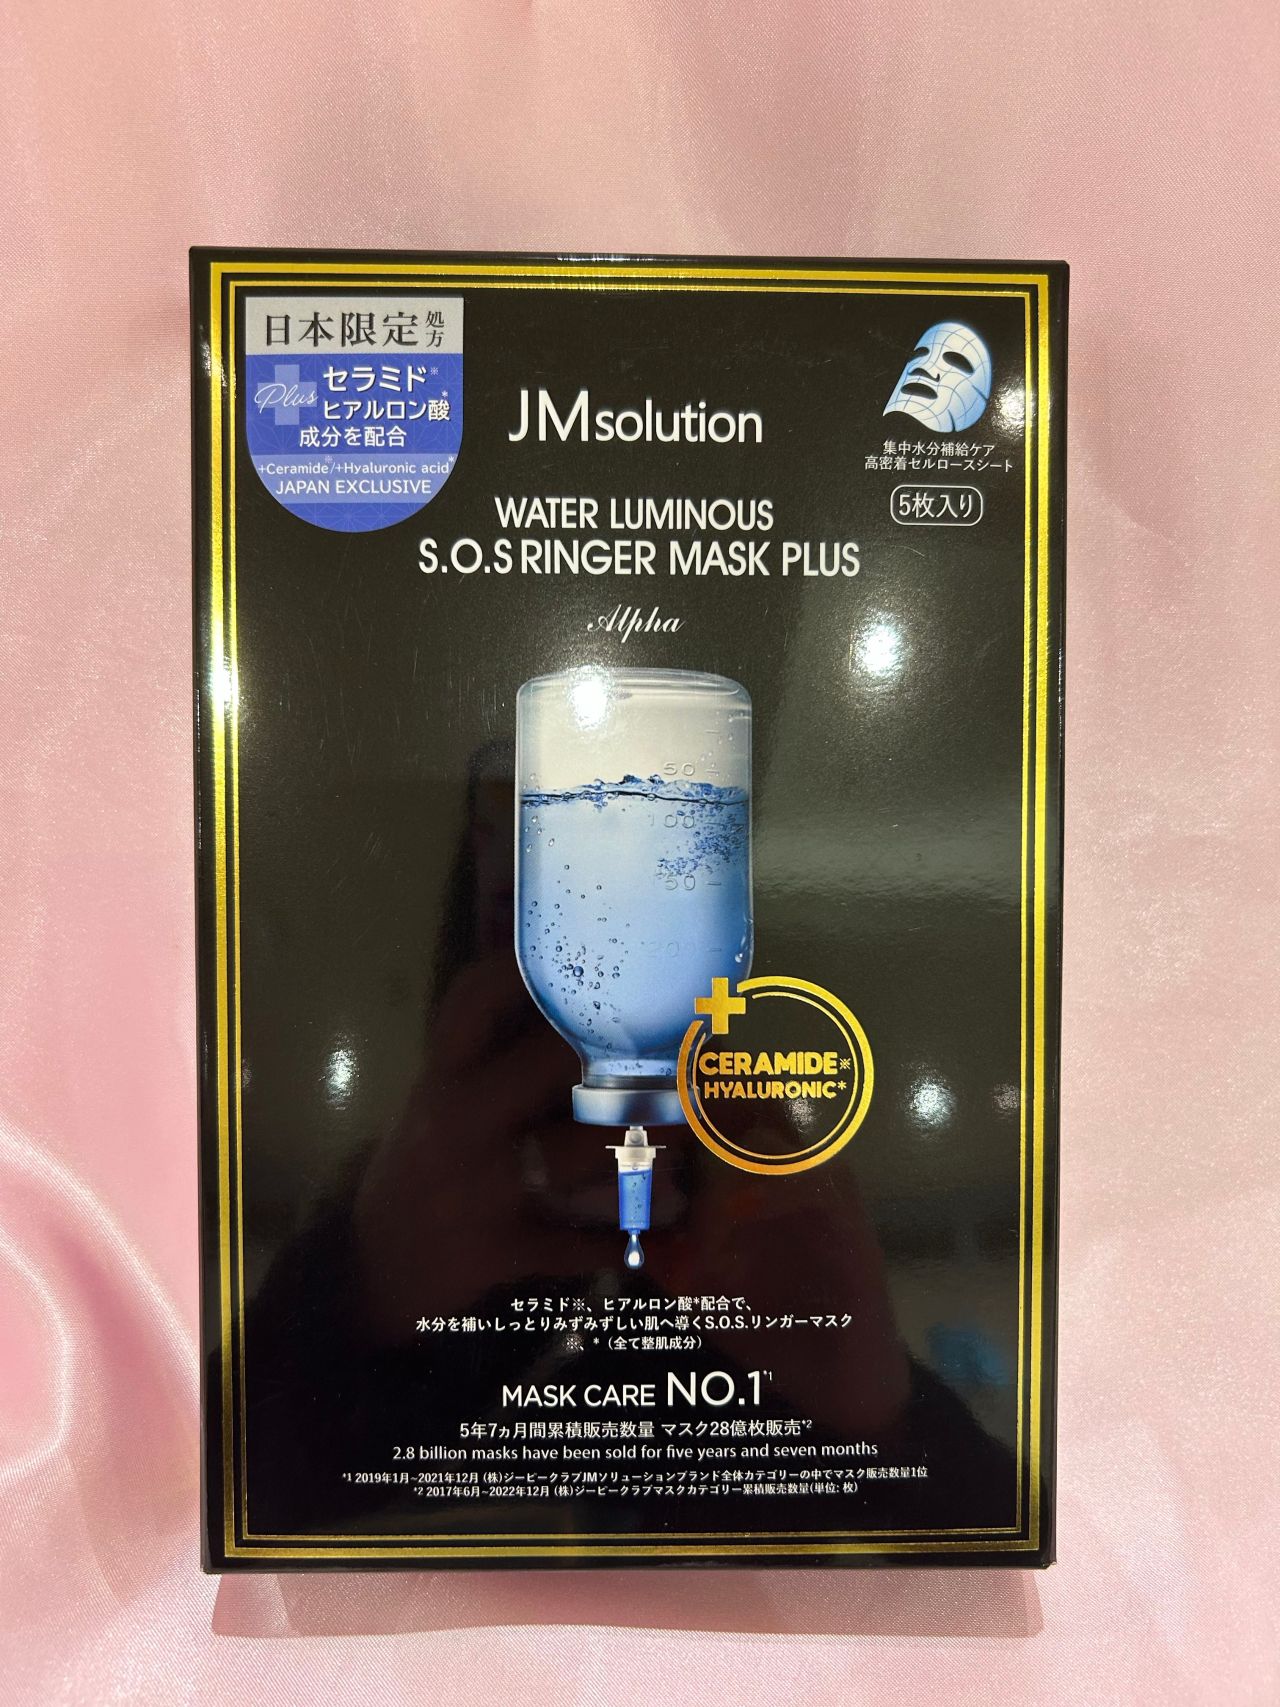 日本限定処方
Plus
セラミド※
ヒアルロン酸*
成分を配合
+Ceramide※/+Hyaluronic acid*
JAPAN EXCLUSIVE
集中水分補給ケア
高密着セルロースシート
5枚入り
JMsolution
WATER LUMINOUS
S.O.S RINGER MASK PLUS
Alpha
50
100
50
CERAMIDE※
HYALURONIC*
セラミド※、ヒアルロン酸*配合で、
水分を補いしっとりみずみずしい肌へ導くS.O.S.リンガーマスク
※、*（全て整肌成分）
MASK CARE NO.1*1
5年7ヵ月間累積販売数量 マスク28億枚販売*2
2.8 billion masks have been sold for five years and seven months
*1 2019年1月~2021年12月 (株)ジーピークラブJMソリューションブランド全体カテゴリーの中でマスク販売数量1位
*2 2017年6月~2022年12月 (株)ジーピークラブマスクカテゴリー累積販売数量(単位: 枚)